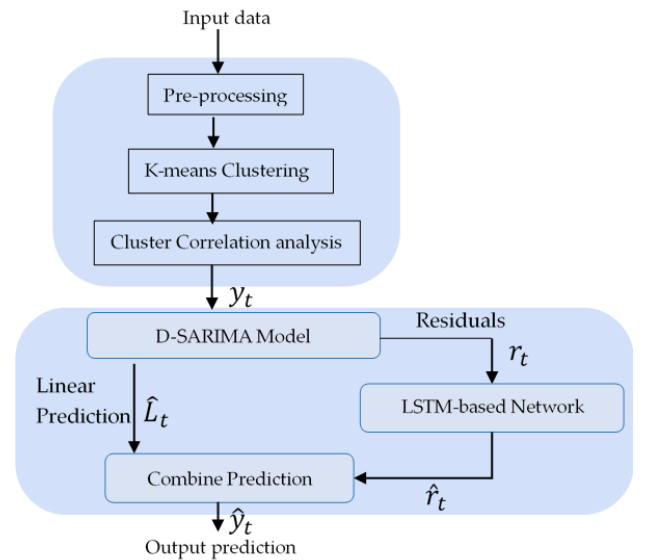 Input data
Pre-processing
K-means Clustering
Cluster Correlation analysis
y_t
D-SARIMA Model
Residuals
r_t
Linear
Prediction
L̂_t
LSTM-based Network
Combine Prediction
r̂_t
ŷ_t
Output prediction